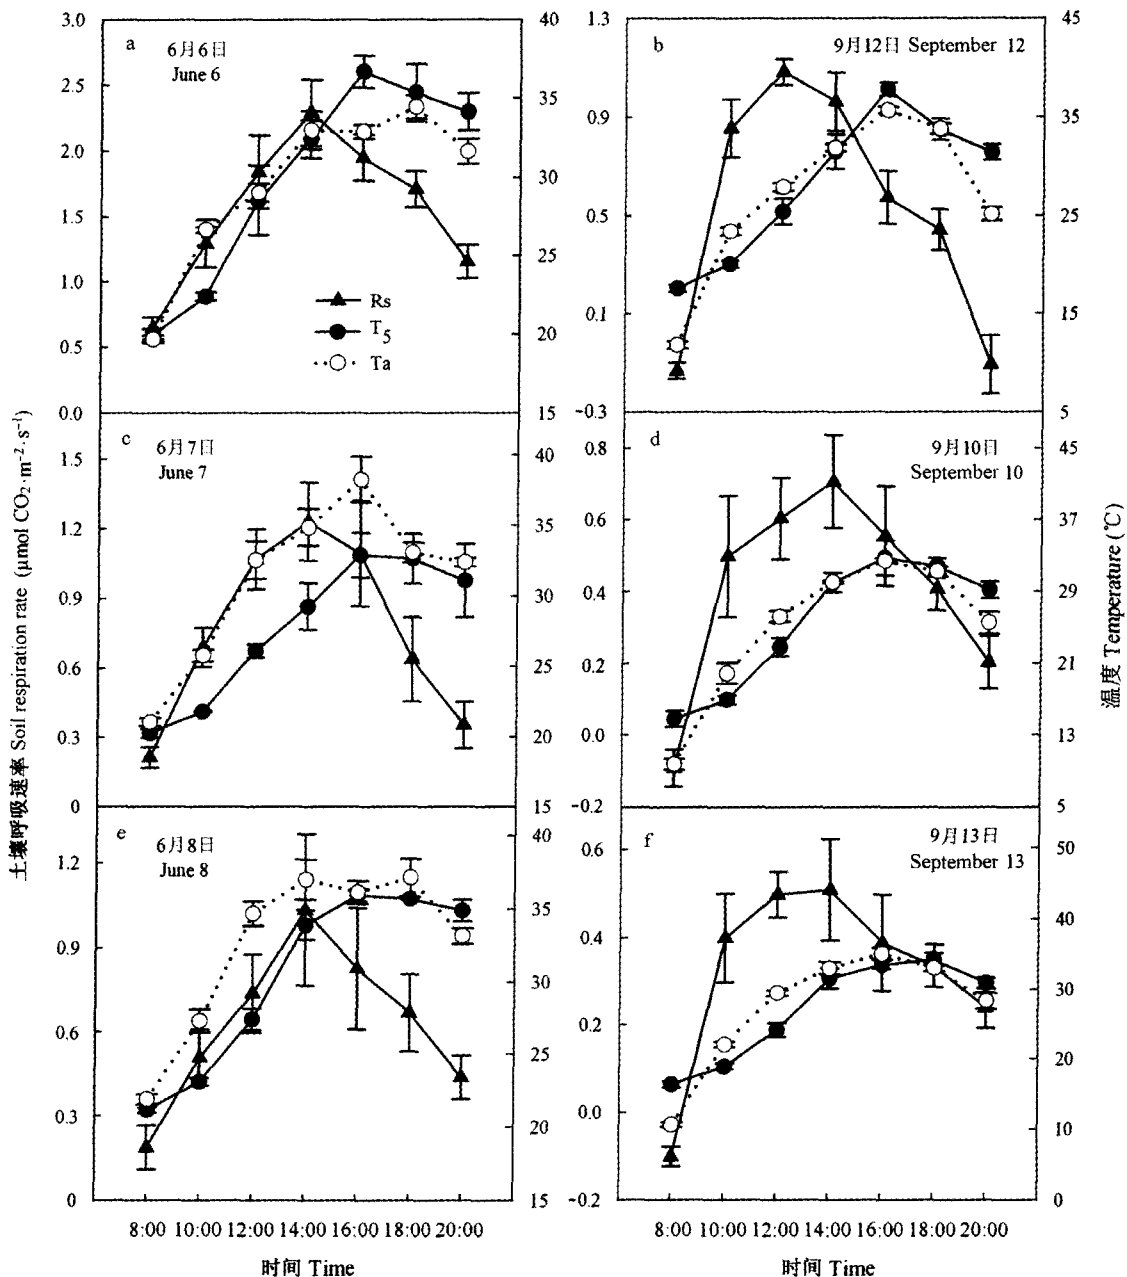 土壤呼吸速率 Soil respiration rate (μmol CO₂·m⁻²·s⁻¹)
3.0
2.5
2.0
1.5
1.0
0.5
0.0
a
6月6日
June 6
Rs
T₅
Ta
40
35
30
25
20
15
1.3
0.9
0.5
0.1
-0.3
b
9月12日 September 12
45
35
25
15
5
1.5
1.2
0.9
0.6
0.3
0
c
6月7日
June 7
40
35
30
25
20
15
0.8
0.6
0.4
0.2
0.0
-0.2
d
9月10日
September 10
45
37
29
21
13
5
1.2
0.9
0.6
0.3
0
e
6月8日
June 8
40
35
30
25
20
15
0.6
0.4
0.2
0.0
-0.2
f
9月13日
September 13
50
40
30
20
10
0
温度 Temperature (℃)
8:00 10:00 12:00 14:00 16:00 18:00 20:00
8:00 10:00 12:00 14:00 16:00 18:00 20:00
时间 Time
时间 Time